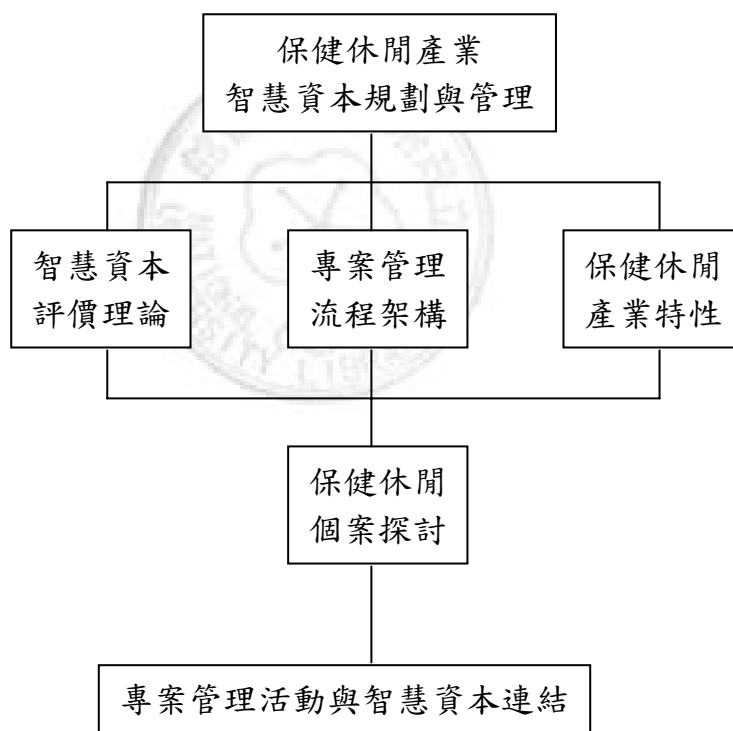 保健休閒產業
智慧資本規劃與管理
智慧資本
評價理論
專案管理
流程架構
保健休閒
產業特性
保健休閒
個案探討
專案管理活動與智慧資本連結